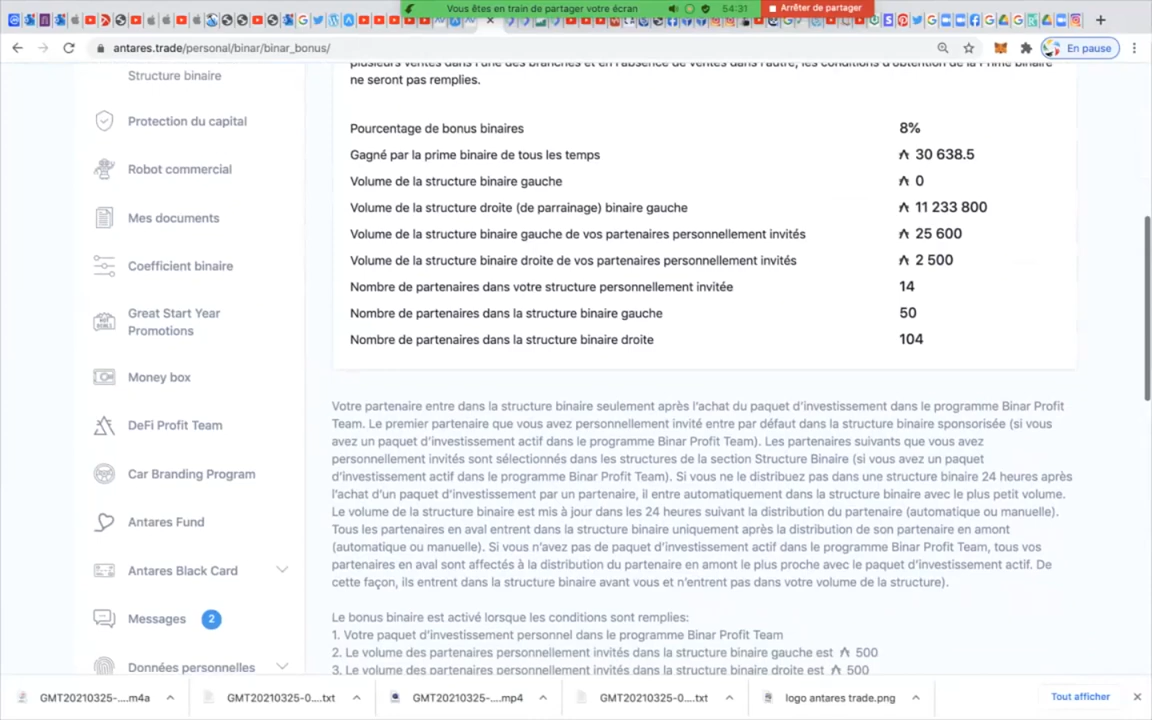 Vous êtes en train de partager votre écran
54:31
Arrêter de partager
antares.trade/personal/binar/binar_bonus/
En pause
Structure binaire
Protection du capital
Robot commercial
Mes documents
Coefficient binaire
Great Start Year
Promotions
Money box
DeFi Profit Team
Car Branding Program
Antares Fund
Antares Black Card
Messages 2
Données personnelles
plusieurs ventes dans l'une des branches et en l'absence de ventes dans l'autre, les conditions d'obtention de la Prime binaire
ne seront pas remplies.
Pourcentage de bonus binaires 8%
Gagné par la prime binaire de tous les temps 30 638.5
Volume de la structure binaire gauche 0
Volume de la structure droite (de parrainage) binaire gauche 11 233 800
Volume de la structure binaire gauche de vos partenaires personnellement invités 25 600
Volume de la structure binaire droite de vos partenaires personnellement invités 2 500
Nombre de partenaires dans votre structure personnellement invitée 14
Nombre de partenaires dans la structure binaire gauche 50
Nombre de partenaires dans la structure binaire droite 104
Votre partenaire entre dans la structure binaire seulement après l'achat du paquet d'investissement dans le programme Binar Profit
Team. Le premier partenaire que vous avez personnellement invité entre par défaut dans la structure binaire sponsorisée (si vous
avez un paquet d'investissement actif dans le programme Binar Profit Team). Les partenaires suivants que vous avez
personnellement invités sont sélectionnés dans les structures de la section Structure Binaire (si vous avez un paquet
d'investissement actif dans le programme Binar Profit Team). Si vous ne le distribuez pas dans une structure binaire 24 heures après
l'achat d'un paquet d'investissement par un partenaire, il entre automatiquement dans la structure binaire avec le plus petit volume.
Le volume de la structure binaire est mis à jour dans les 24 heures suivant la distribution du partenaire (automatique ou manuelle).
Tous les partenaires en aval entrent dans la structure binaire uniquement après la distribution de son partenaire en amont
(automatique ou manuelle). Si vous n'avez pas de paquet d'investissement actif dans le programme Binar Profit Team, tous vos
partenaires en aval sont affectés à la distribution du partenaire en amont le plus proche avec le paquet d'investissement actif. De
cette façon, ils entrent dans la structure binaire avant vous et n'entrent pas dans votre volume de la structure).
Le bonus binaire est activé lorsque les conditions sont remplies:
1. Votre paquet d'investissement personnel dans le programme Binar Profit Team
2. Le volume des partenaires personnellement invités dans la structure binaire gauche est 500
3. Le volume des partenaires personnellement invités dans la structure binaire droite est 500
GMT20210325-....m4a
GMT20210325-0....txt
GMT20210325-....mp4
GMT20210325-0....txt
logo antares trade.png
Tout afficher